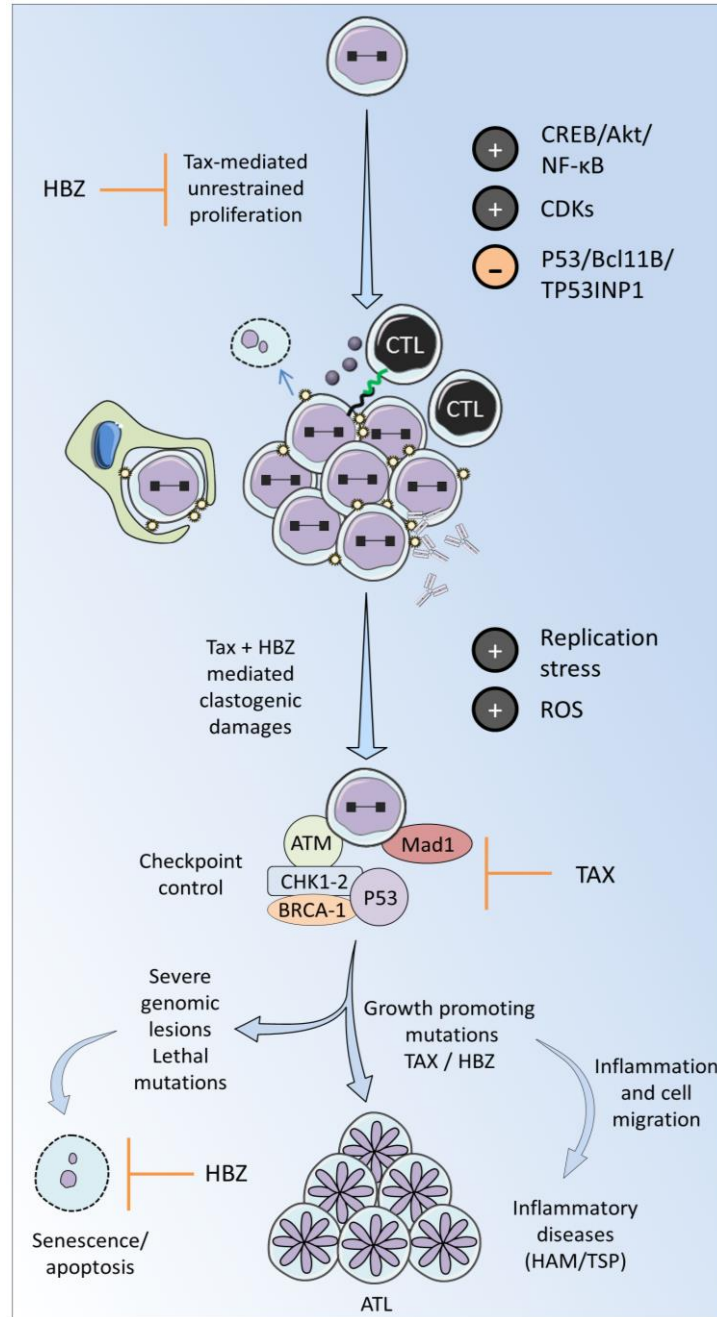 HBZ
Tax-mediated
unrestrained
proliferation
+
CREB/Akt/
NF-κB
+
CDKs
-
P53/Bcl11B/
TP53INP1
CTL
CTL
Tax + HBZ
mediated
clastogenic
damages
+
Replication
stress
+
ROS
Checkpoint
control
ATM
Mad1
CHK1-2
P53
BRCA-1
TAX
Severe
genomic
lesions
Lethal
mutations
Growth promoting
mutations
TAX / HBZ
Inflammation
and cell
migration
HBZ
Senescence/
apoptosis
ATL
Inflammatory
diseases
(HAM/TSP)